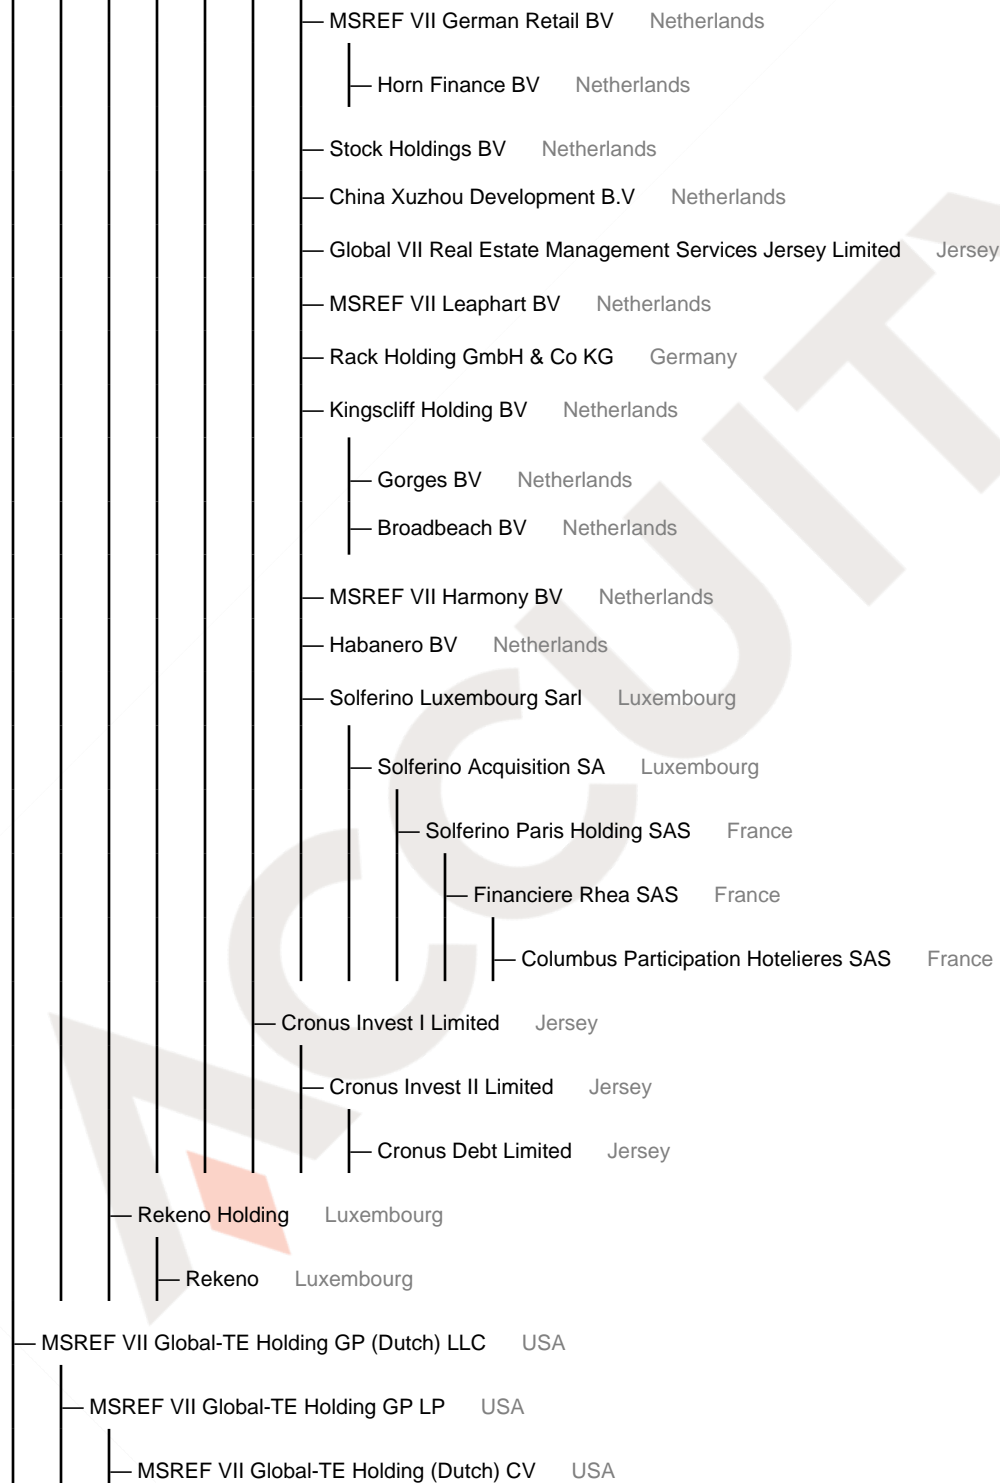 MSREF VII German Retail BV Netherlands
Horn Finance BV Netherlands
Stock Holdings BV Netherlands
China Xuzhou Development B.V Netherlands
Global VII Real Estate Management Services Jersey Limited Jersey
MSREF VII Leaphart BV Netherlands
Rack Holding GmbH & Co KG Germany
Kingscliff Holding BV Netherlands
Gorges BV Netherlands
Broadbeach BV Netherlands
MSREF VII Harmony BV Netherlands
Habanero BV Netherlands
Solferino Luxembourg Sarl Luxembourg
Solferino Acquisition SA Luxembourg
Solferino Paris Holding SAS France
Financiere Rhea SAS France
Columbus Participation Hotelieres SAS France
Cronus Invest I Limited Jersey
Cronus Invest II Limited Jersey
Cronus Debt Limited Jersey
Rekeno Holding Luxembourg
Rekeno Luxembourg
MSREF VII Global-TE Holding GP (Dutch) LLC USA
MSREF VII Global-TE Holding GP LP USA
MSREF VII Global-TE Holding (Dutch) CV USA
ACCUITY